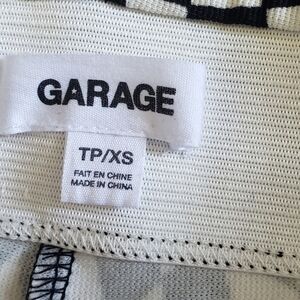 GARAGE
TP/XS
FAIT EN CHINE
MADE IN CHINA